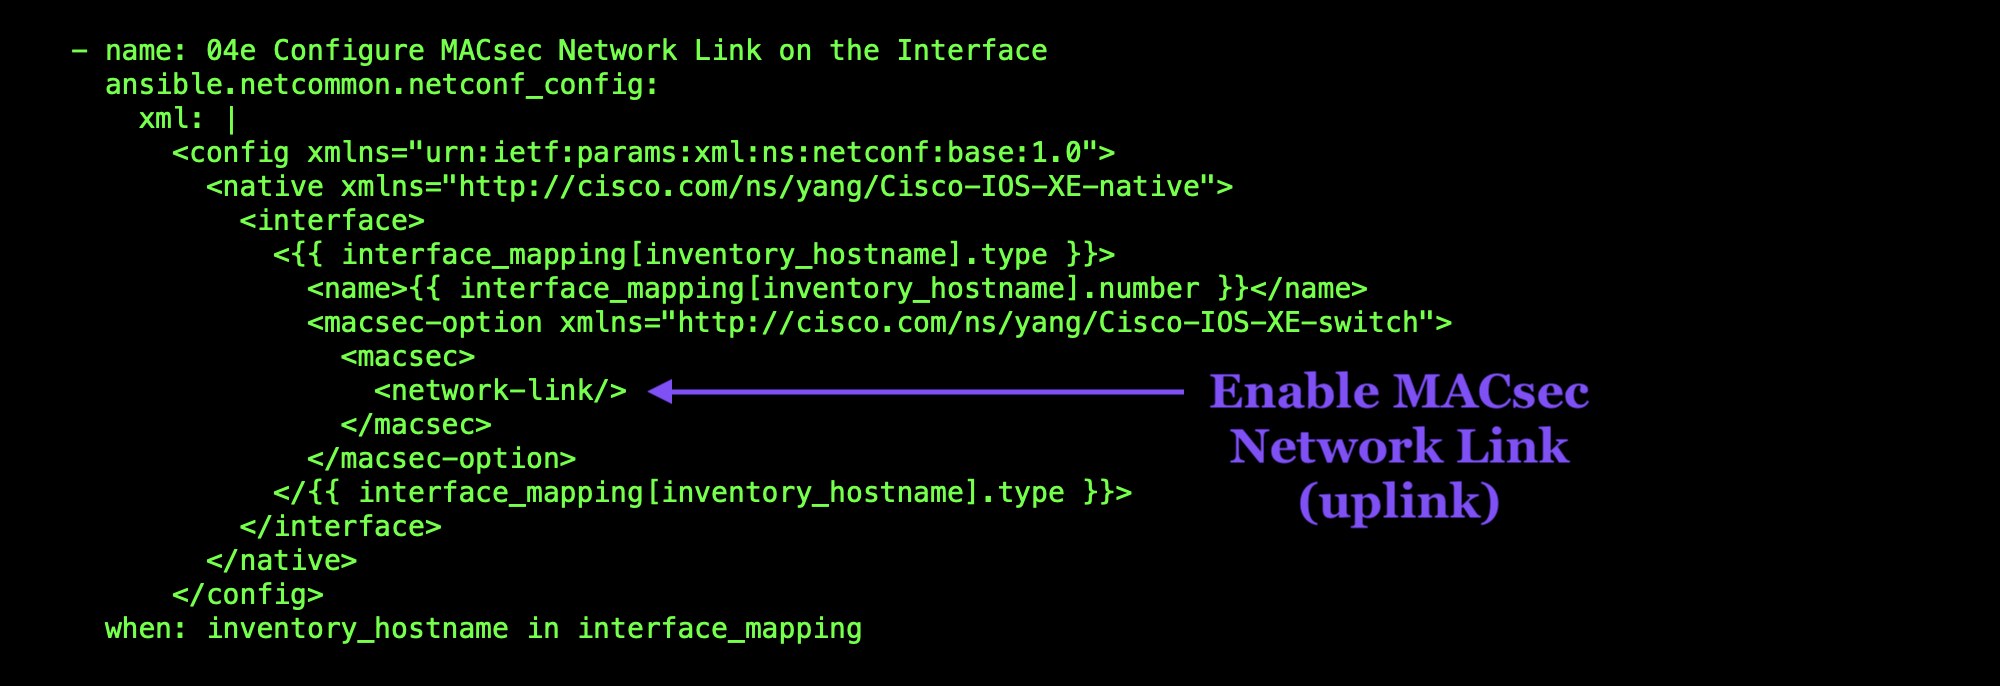 - name: 04e Configure MACsec Network Link on the Interface
  ansible.netcommon.netconf_config:
    xml: |
      <config xmlns="urn:ietf:params:xml:ns:netconf:base:1.0">
        <native xmlns="http://cisco.com/ns/yang/Cisco-IOS-XE-native">
          <interface>
            <{{ interface_mapping[inventory_hostname].type }}>
              <name>{{ interface_mapping[inventory_hostname].number }}</name>
              <macsec-option xmlns="http://cisco.com/ns/yang/Cisco-IOS-XE-switch">
                <macsec>
                  <network-link/>
                </macsec>
              </macsec-option>
            </{{ interface_mapping[inventory_hostname].type }}>
          </interface>
        </native>
      </config>
  when: inventory_hostname in interface_mapping
Enable MACsec
Network Link
(uplink)